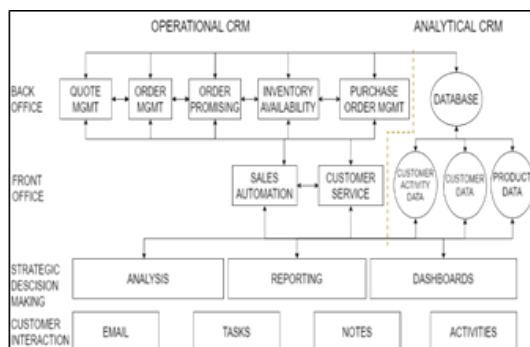 OPERATIONAL CRM
ANALYTICAL CRM
BACK
OFFICE
QUOTE
MGMT
ORDER
MGMT
ORDER
PROMISING
INVENTORY
AVAILABILITY
PURCHASE
ORDER MGMT
DATABASE
FRONT
OFFICE
SALES
AUTOMATION
CUSTOMER
SERVICE
CUSTOMER
ACTIVITY
DATA
CUSTOMER
DATA
PRODUCT
DATA
STRATEGIC
DESCISION
MAKING
ANALYSIS
REPORTING
DASHBOARDS
CUSTOMER
INTERACTION
EMAIL
TASKS
NOTES
ACTIVITIES